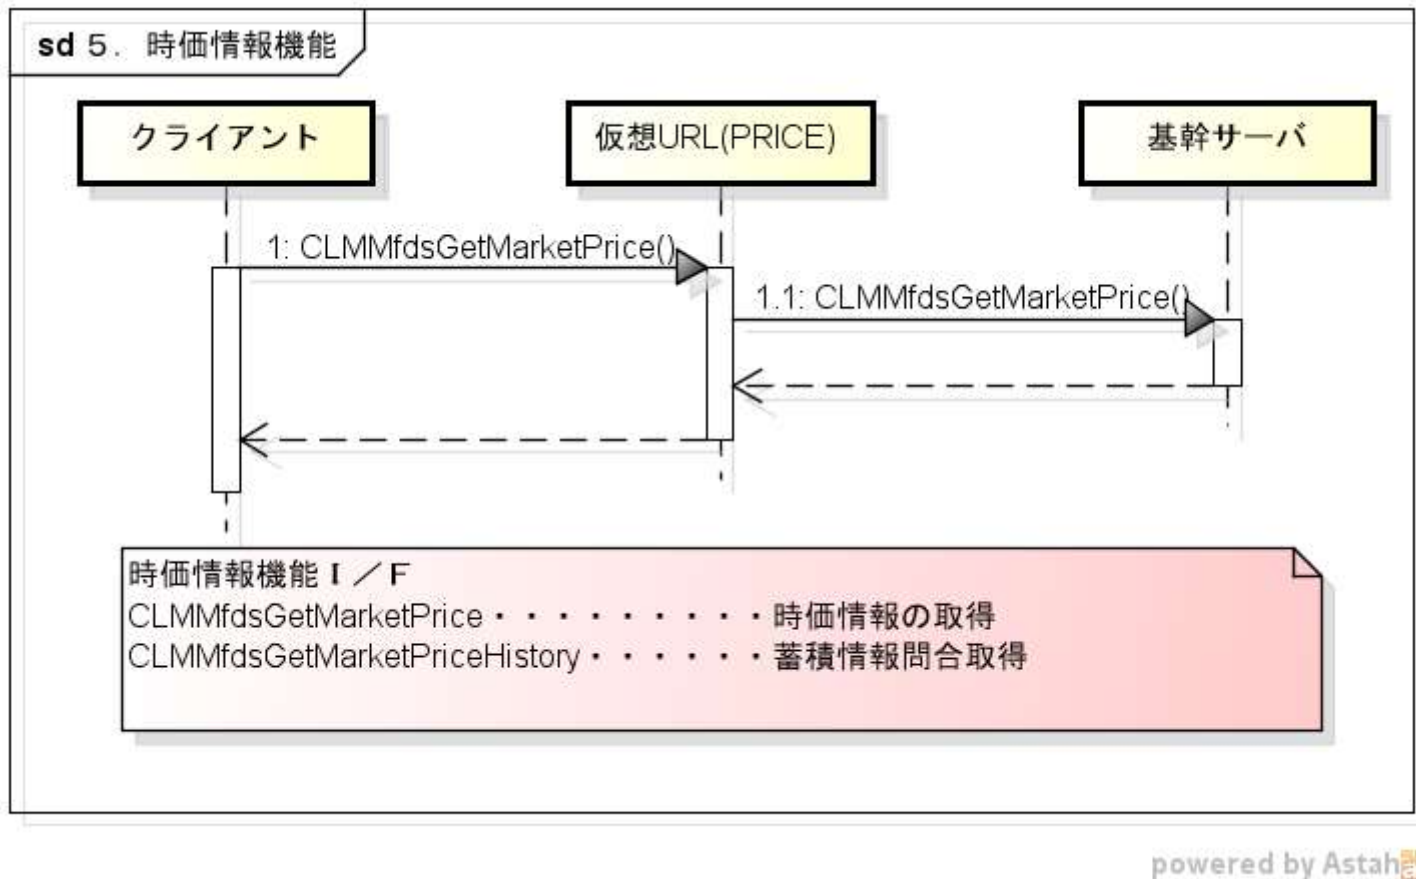 sd 5. 時価情報機能
クライアント
仮想URL(PRICE)
基幹サーバ
1: CLMMfdsGetMarketPrice()
1.1: CLMMfdsGetMarketPrice()
時価情報機能I/F
CLMMfdsGetMarketPrice・・・・・・・・・時価情報の取得
CLMMfdsGetMarketPriceHistory・・・・・・蓄積情報問合取得
powered by Astah